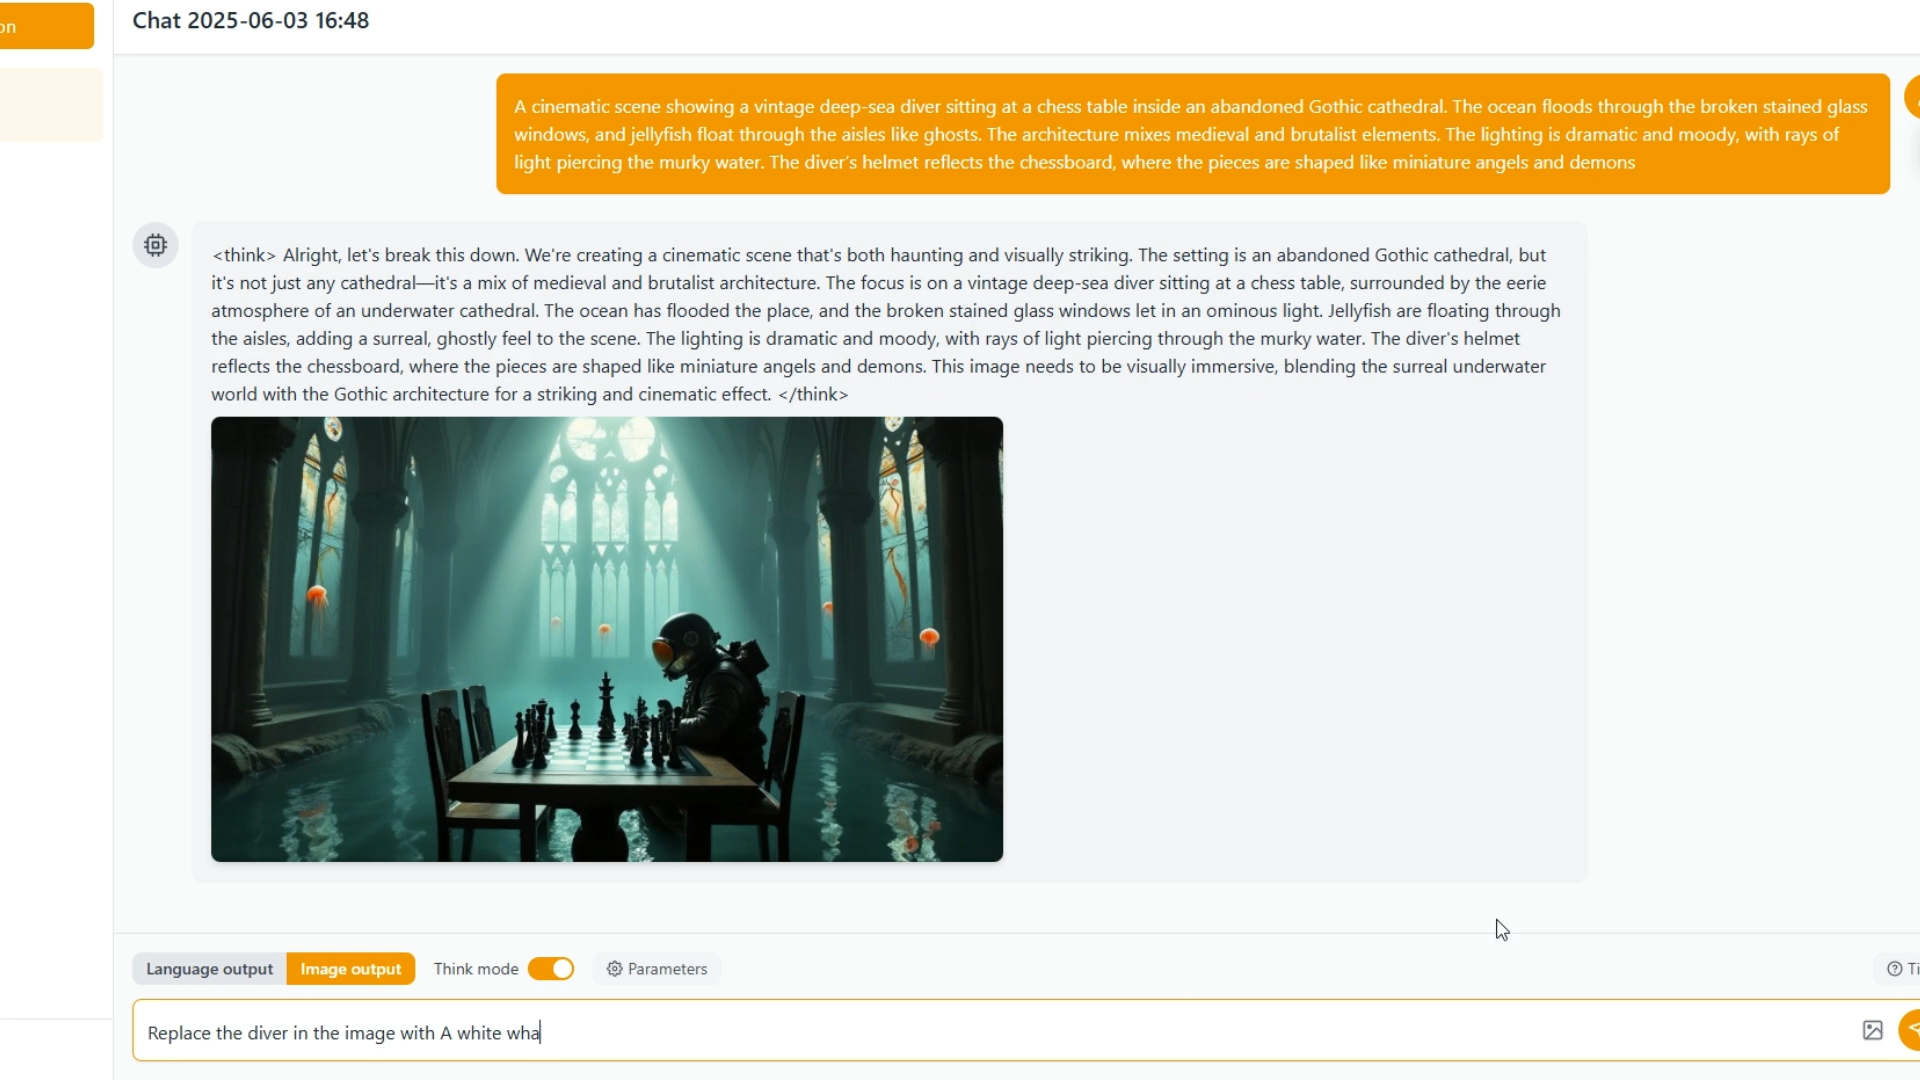 on
Chat 2025-06-03 16:48
A cinematic scene showing a vintage deep-sea diver sitting at a chess table inside an abandoned Gothic cathedral. The ocean floods through the broken stained glass
windows, and jellyfish float through the aisles like ghosts. The architecture mixes medieval and brutalist elements. The lighting is dramatic and moody, with rays of
light piercing the murky water. The diver's helmet reflects the chessboard, where the pieces are shaped like miniature angels and demons
<think> Alright, let's break this down. We're creating a cinematic scene that's both haunting and visually striking. The setting is an abandoned Gothic cathedral, but
it's not just any cathedral—it's a mix of medieval and brutalist architecture. The focus is on a vintage deep-sea diver sitting at a chess table, surrounded by the eerie
atmosphere of an underwater cathedral. The ocean has flooded the place, and the broken stained glass windows let in an ominous light. Jellyfish are floating through
the aisles, adding a surreal, ghostly feel to the scene. The lighting is dramatic and moody, with rays of light piercing through the murky water. The diver's helmet
reflects the chessboard, where the pieces are shaped like miniature angels and demons. This image needs to be visually immersive, blending the surreal underwater
world with the Gothic architecture for a striking and cinematic effect. </think>
Language output Image output Think mode Parameters Ti
Replace the diver in the image with A white wha